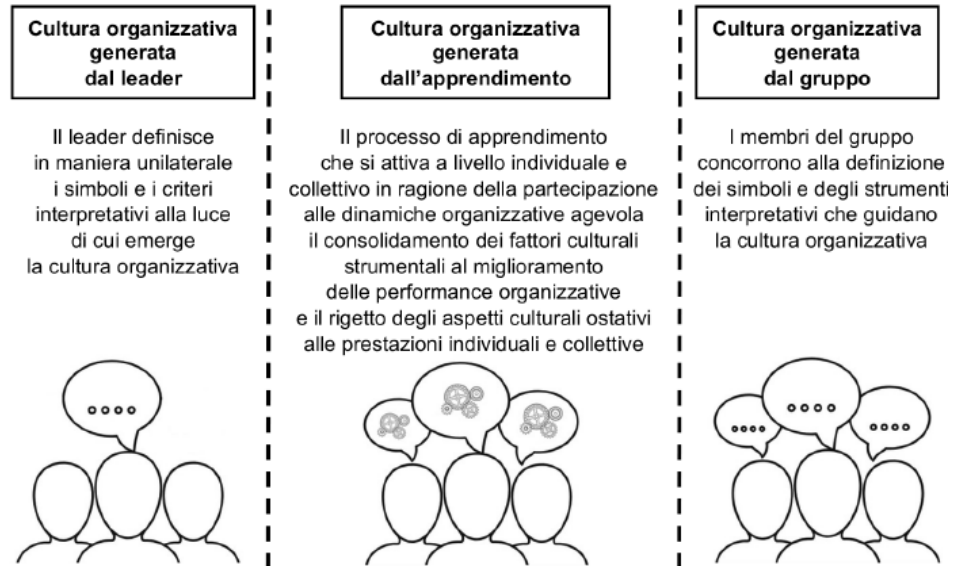 Cultura organizzativa
generata
dal leader
Il leader definisce
in maniera unilaterale
i simboli e i criteri
interpretativi alla luce
di cui emerge
la cultura organizzativa
Cultura organizzativa
generata
dall'apprendimento
Il processo di apprendimento
che si attiva a livello individuale e
collettivo in ragione della partecipazione
alle dinamiche organizzative agevola
il consolidamento dei fattori culturali
strumentali al miglioramento
delle performance organizzative
e il rigetto degli aspetti culturali ostativi
alle prestazioni individuali e collettive
Cultura organizzativa
generata
dal gruppo
I membri del gruppo
concorrono alla definizione
dei simboli e degli strumenti
interpretativi che guidano
la cultura organizzativa